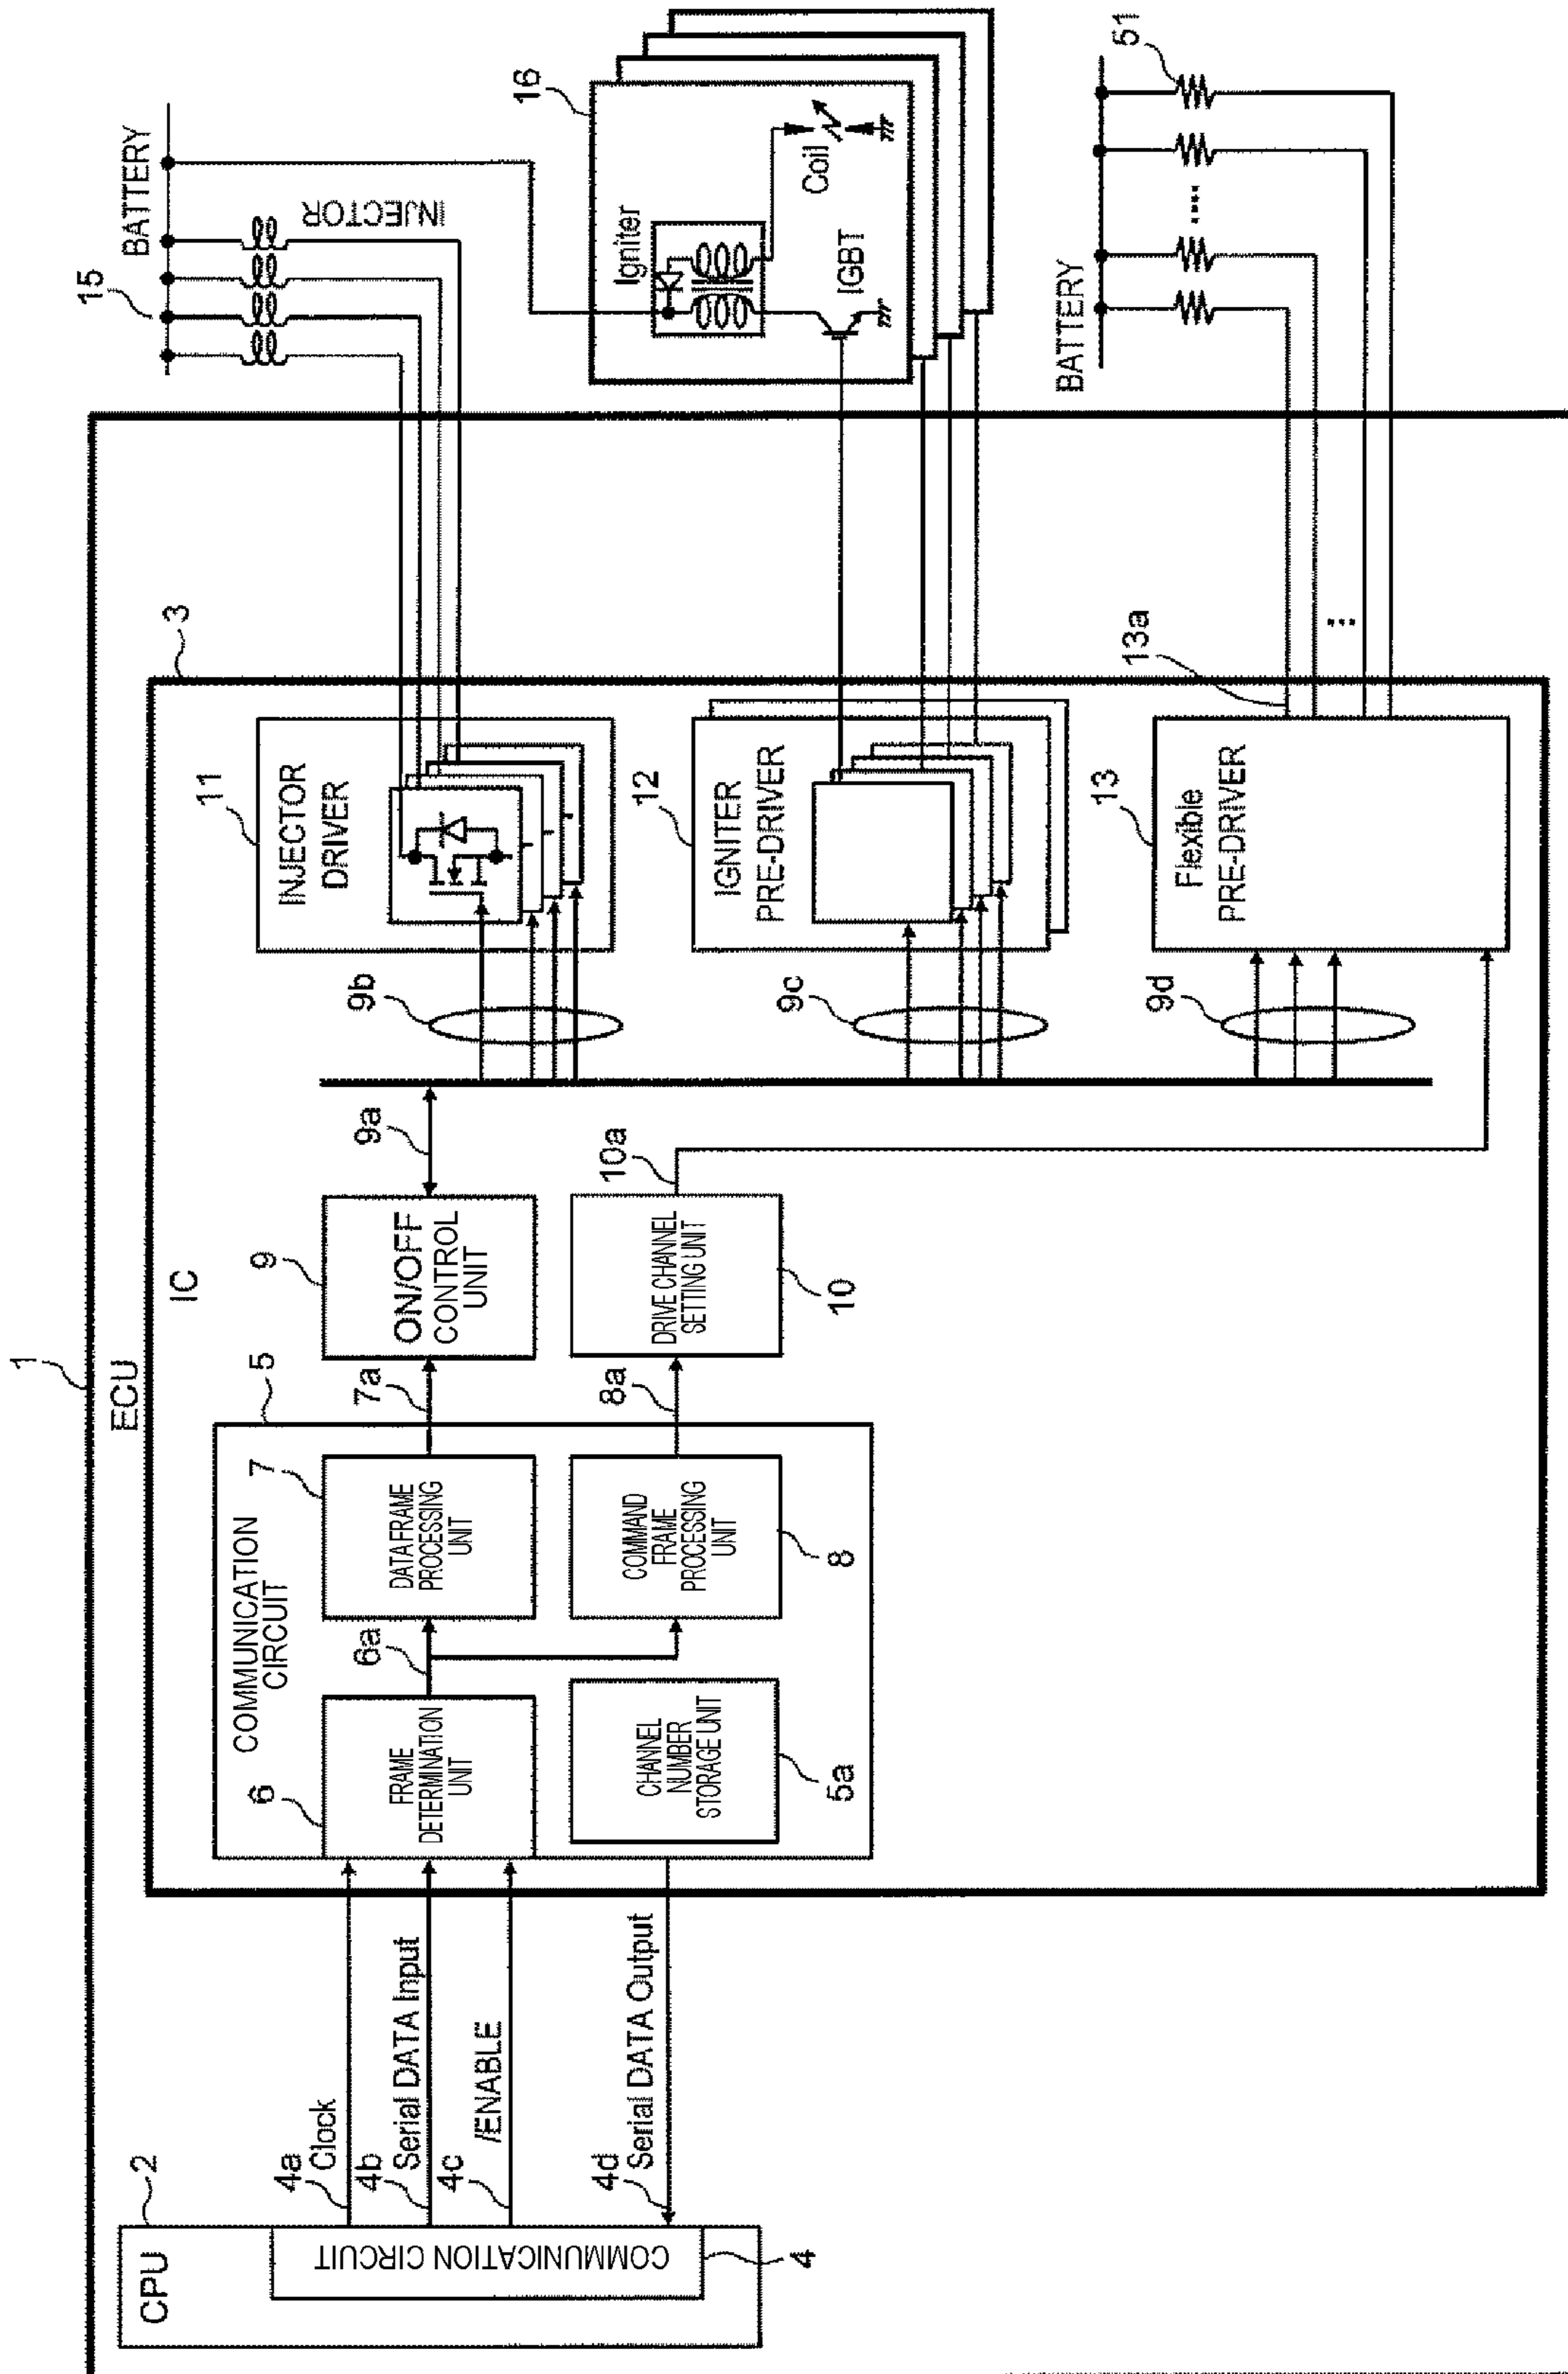 1
ECU
CPU
2
COMMUNICATION CIRCUIT
4
4a
Clock
4b
Serial DATA Input
4c
/ENABLE
4d
Serial DATA Output
IC
3
COMMUNICATION
CIRCUIT
5
6
FRAME
DETERMINATION
UNIT
6a
7
DATA FRAME
PROCESSING
UNIT
7a
CHANNEL
NUMBER
STORAGE UNIT
5a
COMMAND
FRAME
PROCESSING
UNIT
8
8a
9
ON/OFF
CONTROL
UNIT
9a
DRIVE CHANNEL
SETTING UNIT
10
10a
9b
9c
9d
11
INJECTOR
DRIVER
12
IGNITER
PRE-DRIVER
13
Flexible
PRE-DRIVER
13a
15
BATTERY
INJECTOR
16
Igniter
Coil
IGBT
BATTERY
51